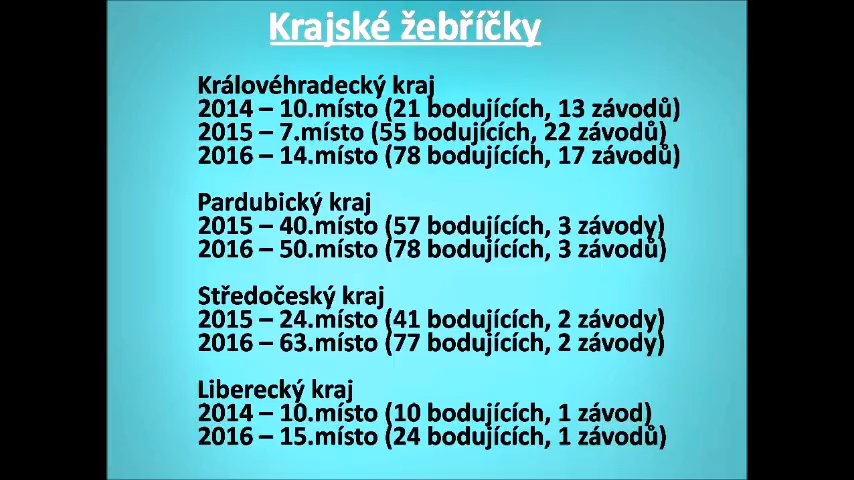 Krajské žebříčky
Královéhradecký kraj
2014 – 10.místo (21 bodujících, 13 závodů)
2015 – 7.místo (55 bodujících, 22 závodů)
2016 – 14.místo (78 bodujících, 17 závodů)
Pardubický kraj
2015 – 40.místo (57 bodujících, 3 závody)
2016 – 50.místo (78 bodujících, 3 závodů)
Středočeský kraj
2015 – 24.místo (41 bodujících, 2 závody)
2016 – 63.místo (77 bodujících, 2 závody)
Liberecký kraj
2014 – 10.místo (10 bodujících, 1 závod)
2016 – 15.místo (24 bodujících, 1 závodů)